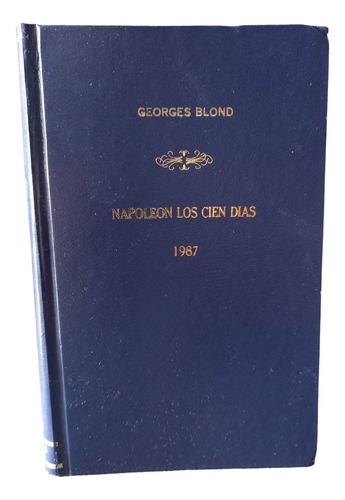 GEORGES BLOND
NAPOLEON LOS CIEN DIAS
1987